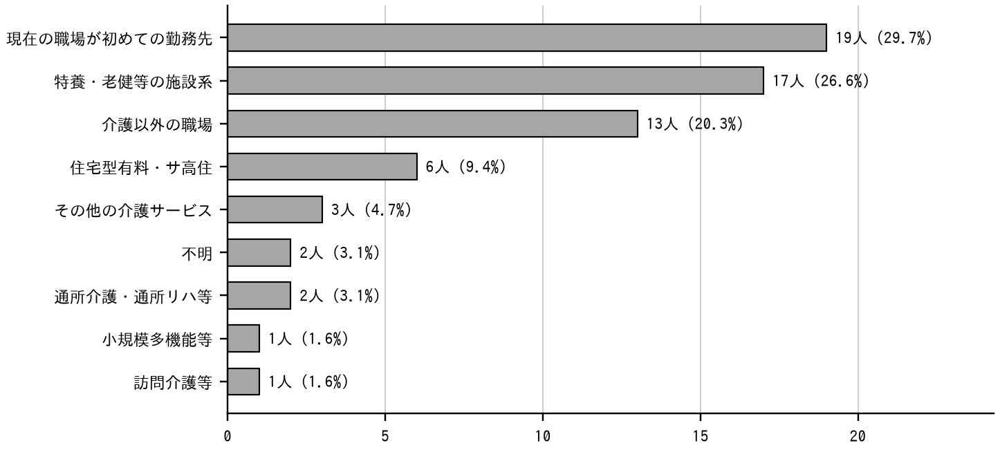 現在の職場が初めての勤務先 19人 (29.7%)
特養・老健等の施設系 17人 (26.6%)
介護以外の職場 13人 (20.3%)
住宅型有料・サ高住 6人 (9.4%)
その他の介護サービス 3人 (4.7%)
不明 2人 (3.1%)
通所介護・通所リハ等 2人 (3.1%)
小規模多機能等 1人 (1.6%)
訪問介護等 1人 (1.6%)
0 5 10 15 20